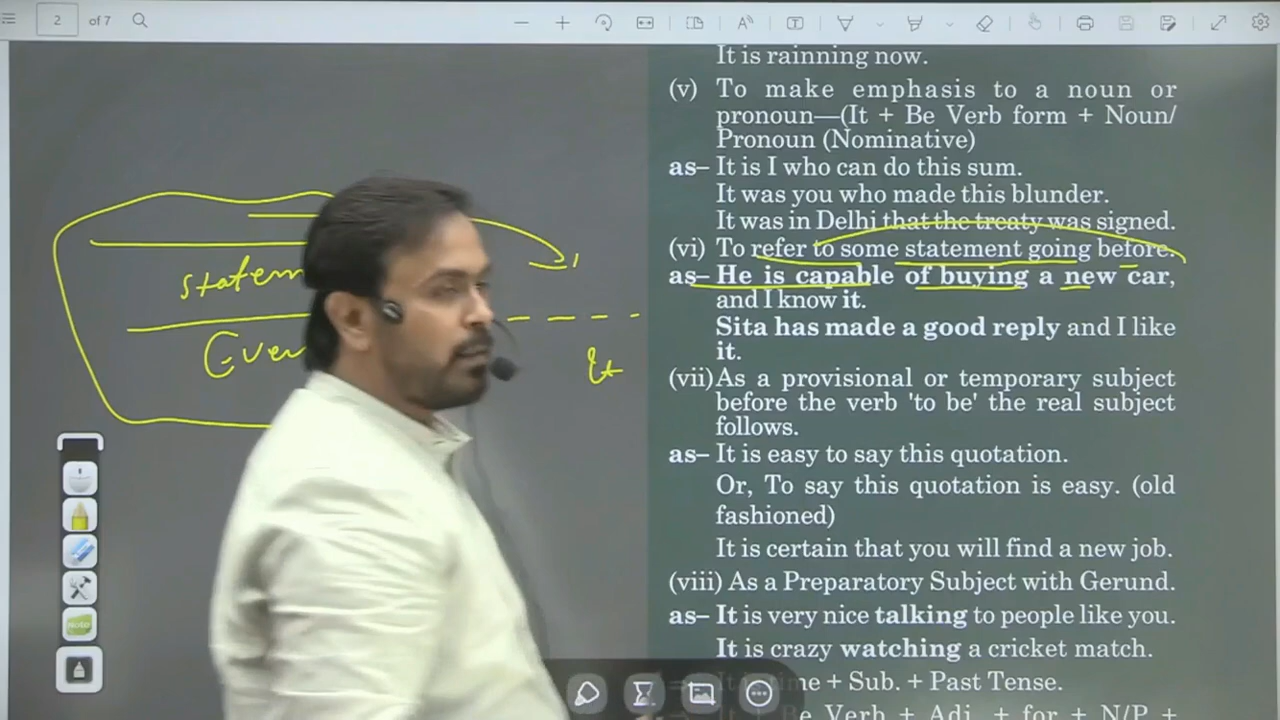 2 of 7
It is rainning now.
(v) To make emphasis to a noun or
pronoun—(It + Be Verb form + Noun/
Pronoun (Nominative)
as– It is I who can do this sum.
It was you who made this blunder.
It was in Delhi that the treaty was signed.
(vi) To refer to some statement going before.
as– He is capable of buying a new car,
and I know it.
Sita has made a good reply and I like
it.
(vii) As a provisional or temporary subject
before the verb 'to be' the real subject
follows.
as– It is easy to say this quotation.
Or, To say this quotation is easy. (old
fashioned)
It is certain that you will find a new job.
(viii) As a Preparatory Subject with Gerund.
as– It is very nice talking to people like you.
It is crazy watching a cricket match.
+ Sub. + Past Tense.
Verb + Adj. + for + N/P +
Statem
Even
It
Note